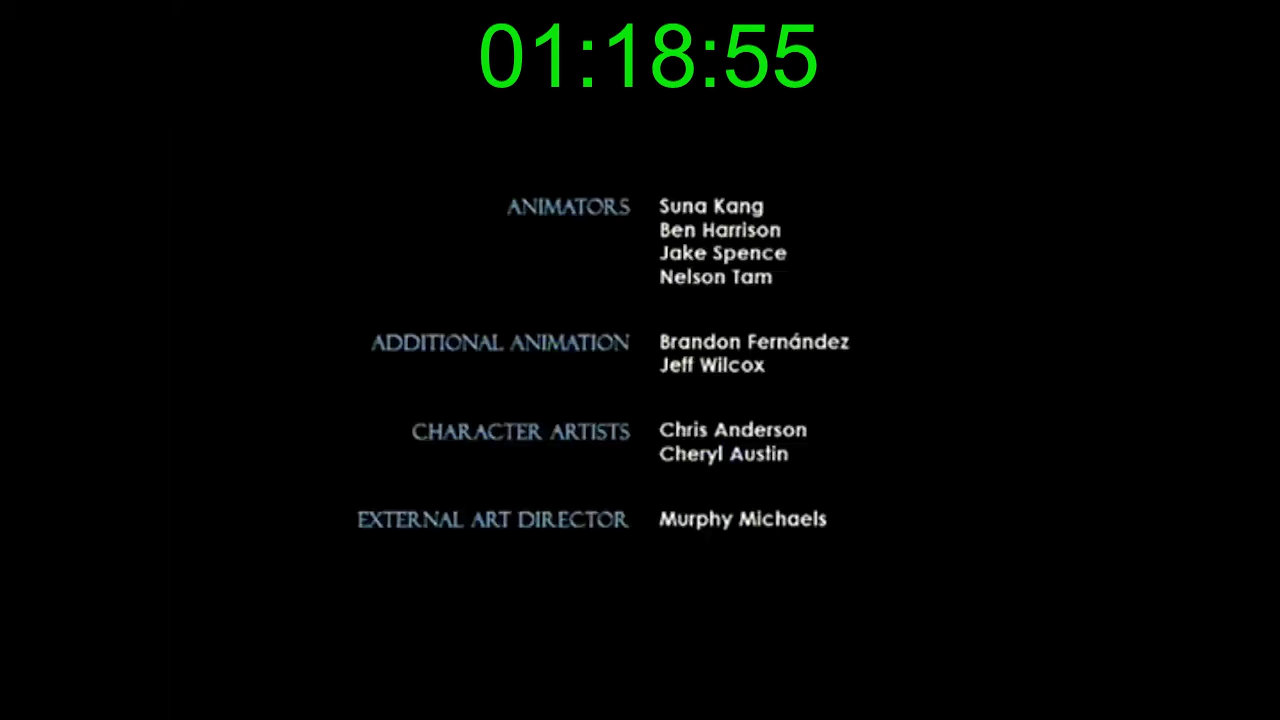 01:18:55
ANIMATORS Suna Kang
Ben Harrison
Jake Spence
Nelson Tam
ADDITIONAL ANIMATION Brandon Fernández
Jeff Wilcox
CHARACTER ARTISTS Chris Anderson
Cheryl Austin
EXTERNAL ART DIRECTOR Murphy Michaels